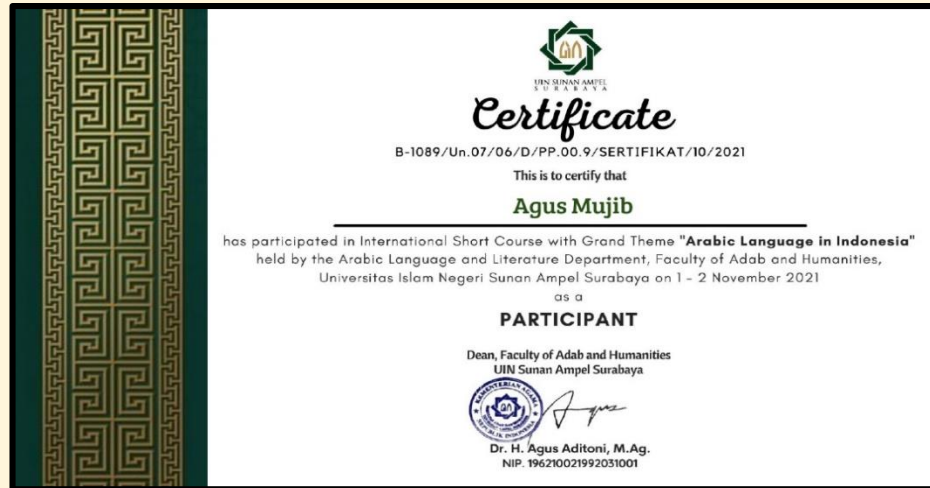 UIN SUNAN AMPEL
SURABAYA
Certificate
B-1089/Un.07/06/D/PP.00.9/SERTIFIKAT/10/2021
This is to certify that
Agus Mujib
has participated in International Short Course with Grand Theme "Arabic Language in Indonesia"
held by the Arabic Language and Literature Department, Faculty of Adab and Humanities,
Universitas Islam Negeri Sunan Ampel Surabaya on 1 - 2 November 2021
as a
PARTICIPANT
Dean, Faculty of Adab and Humanities
UIN Sunan Ampel Surabaya
KEMENTERIAN AGAMA
REPUBLIK INDONESIA
Dr. H. Agus Aditoni, M.Ag.
NIP. 196210021992031001